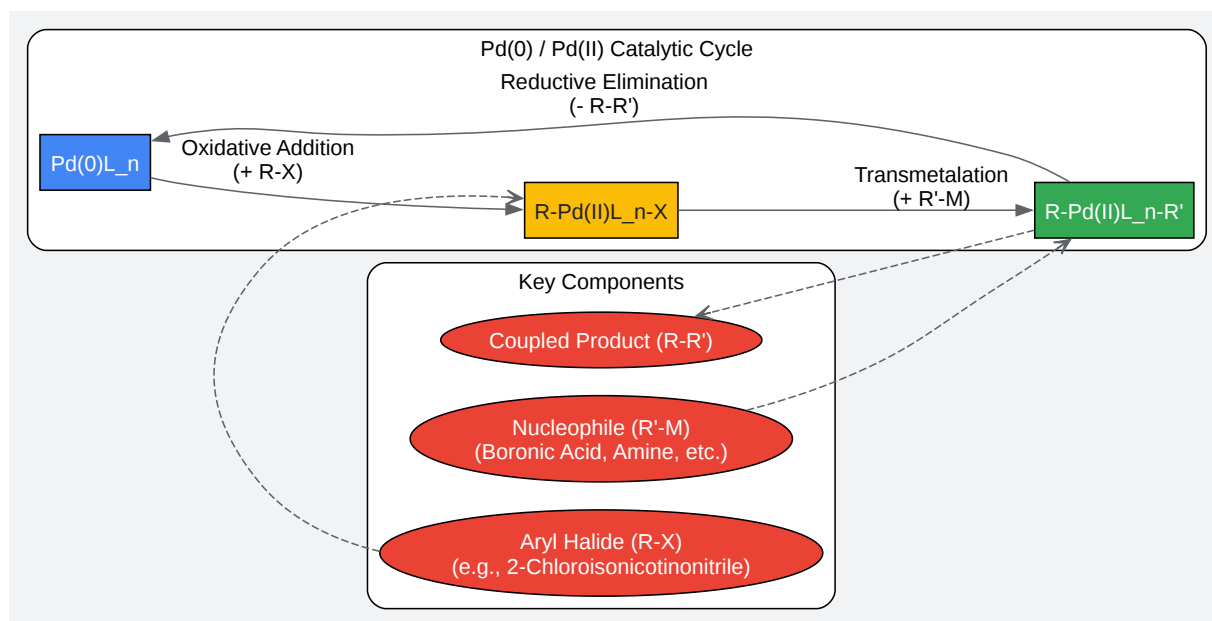 Pd(0) / Pd(II) Catalytic Cycle
Reductive Elimination
(- R-R')
Oxidative Addition
(+ R-X)
Pd(0)L_n
Transmetalation
(+ R'-M)
R-Pd(II)L_n-X
R-Pd(II)L_n-R'
Key Components
Coupled Product (R-R')
Nucleophile (R'-M)
(Boronic Acid, Amine, etc.)
Aryl Halide (R-X)
(e.g., 2-Chloroisonicotinonitrile)